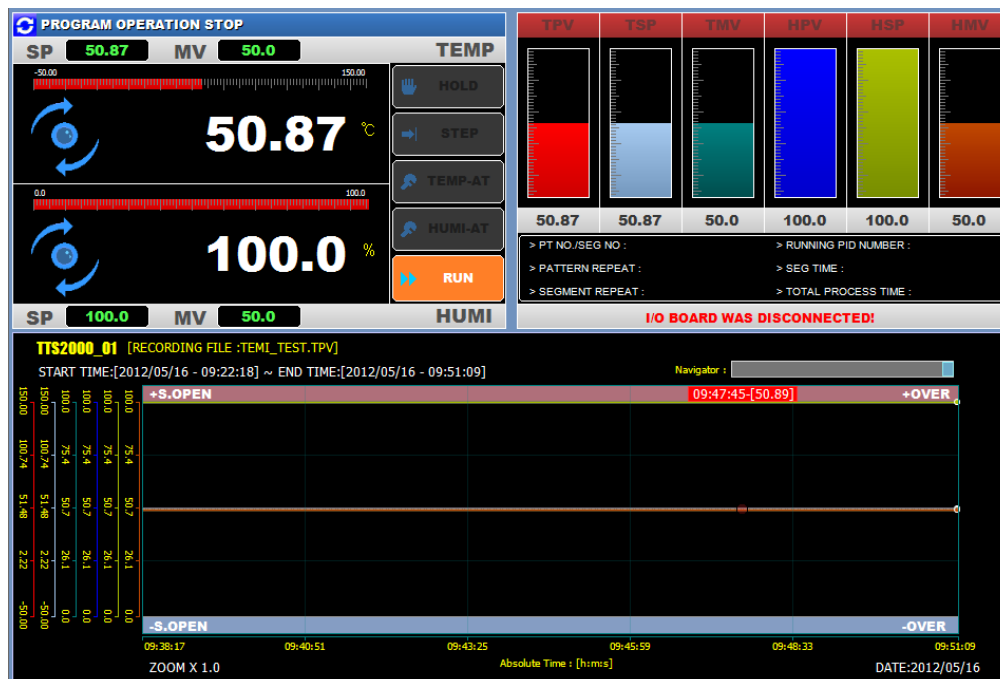 PROGRAM OPERATION STOP
SP 50.87 MV 50.0 TEMP
-50.00 150.00
50.87 ℃
0.0 100.0
100.0 %
HOLD
STEP
TEMP-AT
HUMI-AT
RUN
SP 100.0 MV 50.0 HUMI
TPV TSP TMV HPV HSP HMV
50.87 50.87 50.0 100.0 100.0 50.0
> PT NO./SEG NO : > RUNNING PID NUMBER :
> PATTERN REPEAT : > SEG TIME :
> SEGMENT REPEAT : > TOTAL PROCESS TIME :
I/O BOARD WAS DISCONNECTED!
TTS2000_01 [RECORDING FILE :TEMI_TEST.TPV]
START TIME:[2012/05/16 - 09:22:18] ~ END TIME:[2012/05/16 - 09:51:09] Navigator :
+S.OPEN 09:47:45-[50.89] +OVER
150.00 150.00 100.0 100.0 100.0 100.0
100.74 100.74 75.4 75.4 75.4 75.4
51.48 51.48 50.7 50.7 50.7 50.7
2.22 2.22 26.1 26.1 26.1 26.1
-50.00 -50.00 0.0 0.0 0.0 0.0
-S.OPEN -OVER
09:38:17 09:40:51 09:43:25 09:45:59 09:48:33 09:51:09
ZOOM X 1.0 Absolute Time : [h:m:s] DATE:2012/05/16